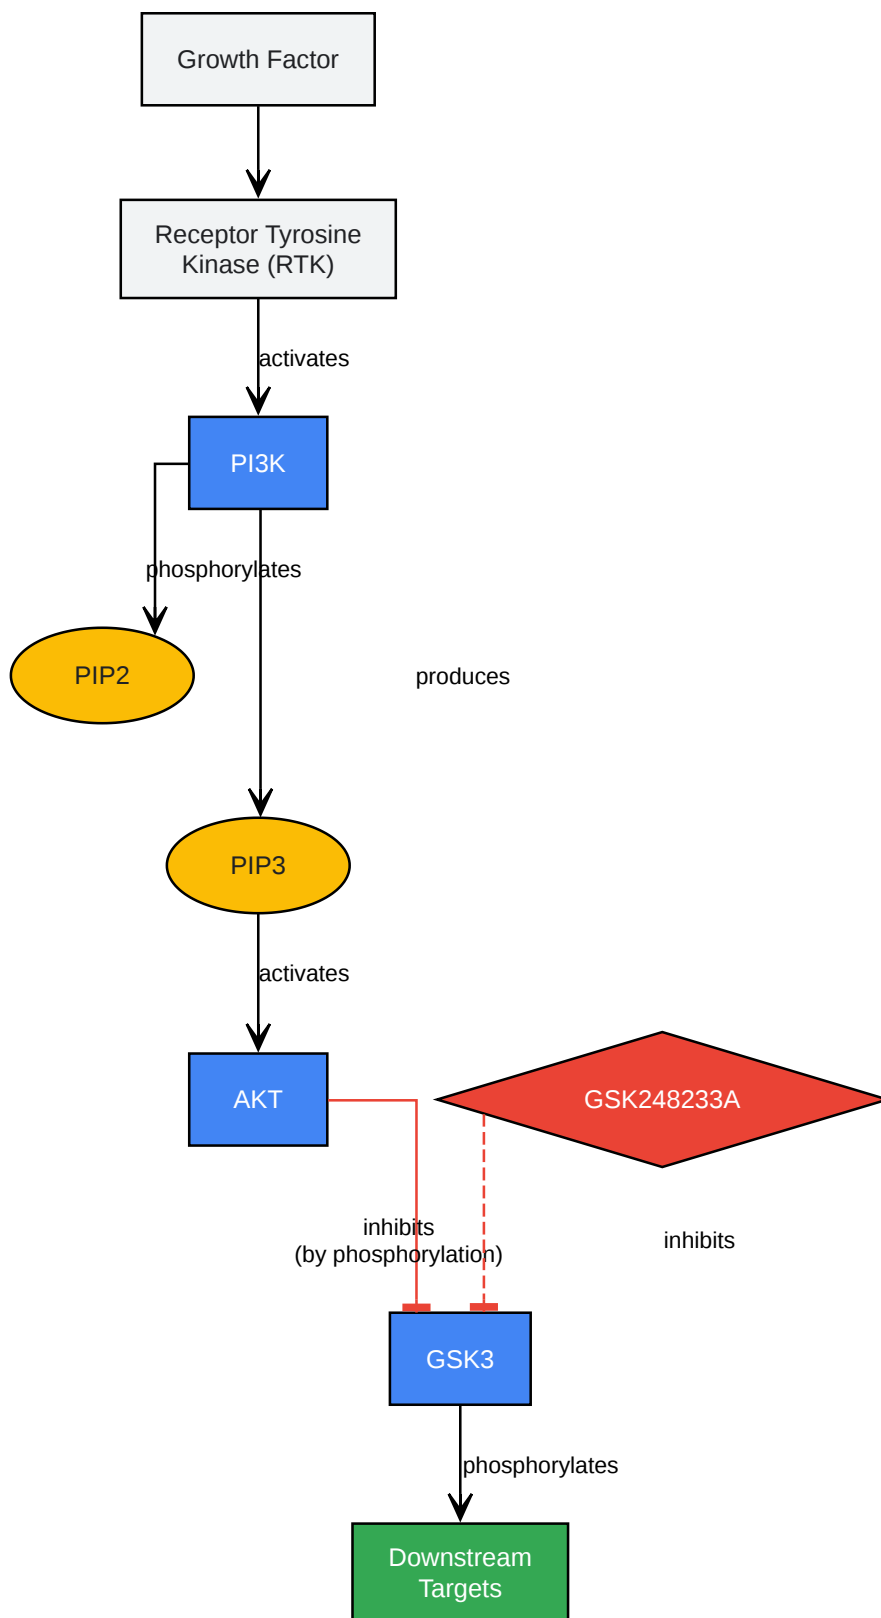 Growth Factor
Receptor Tyrosine
Kinase (RTK)
activates
PI3K
phosphorylates
PIP2
produces
PIP3
activates
AKT
GSK248233A
inhibits
(by phosphorylation)
inhibits
GSK3
phosphorylates
Downstream
Targets